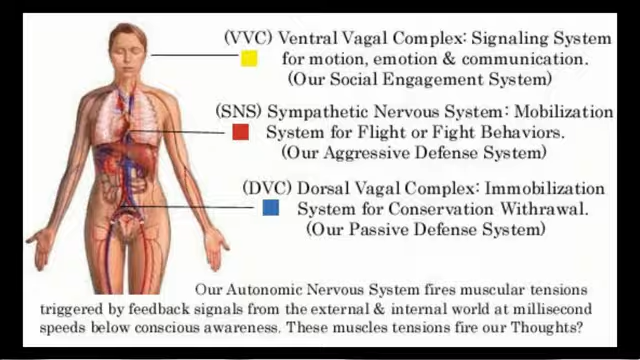 (VVC) Ventral Vagal Complex: Signaling System
for motion, emotion & communication.
(Our Social Engagement System)
(SNS) Sympathetic Nervous System: Mobilization
System for Flight or Fight Behaviors.
(Our Aggressive Defense System)
(DVC) Dorsal Vagal Complex: Immobilization
System for Conservation Withrawal.
(Our Passive Defense System)
Our Autonomic Nervous System fires muscular tensions
triggered by feedback signals from the external & internal world at millisecond
speeds below conscious awareness. These muscles tensions fire our Thoughts?